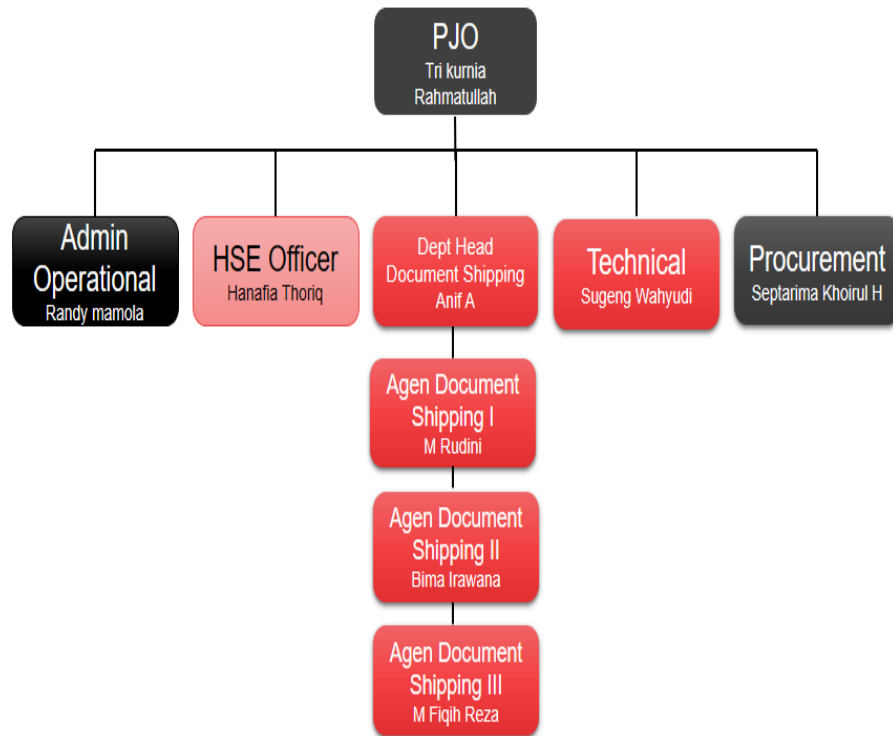 PJO
Tri kurnia
Rahmatullah
Admin
Operational
Randy mamola
HSE Officer
Hanafia Thoriq
Dept Head
Document Shipping
Anif A
Technical
Sugeng Wahyudi
Procurement
Septarima Khoirul H
Agen Document
Shipping I
M Rudini
Agen Document
Shipping II
Bima Irawana
Agen Document
Shipping III
M Fiqih Reza